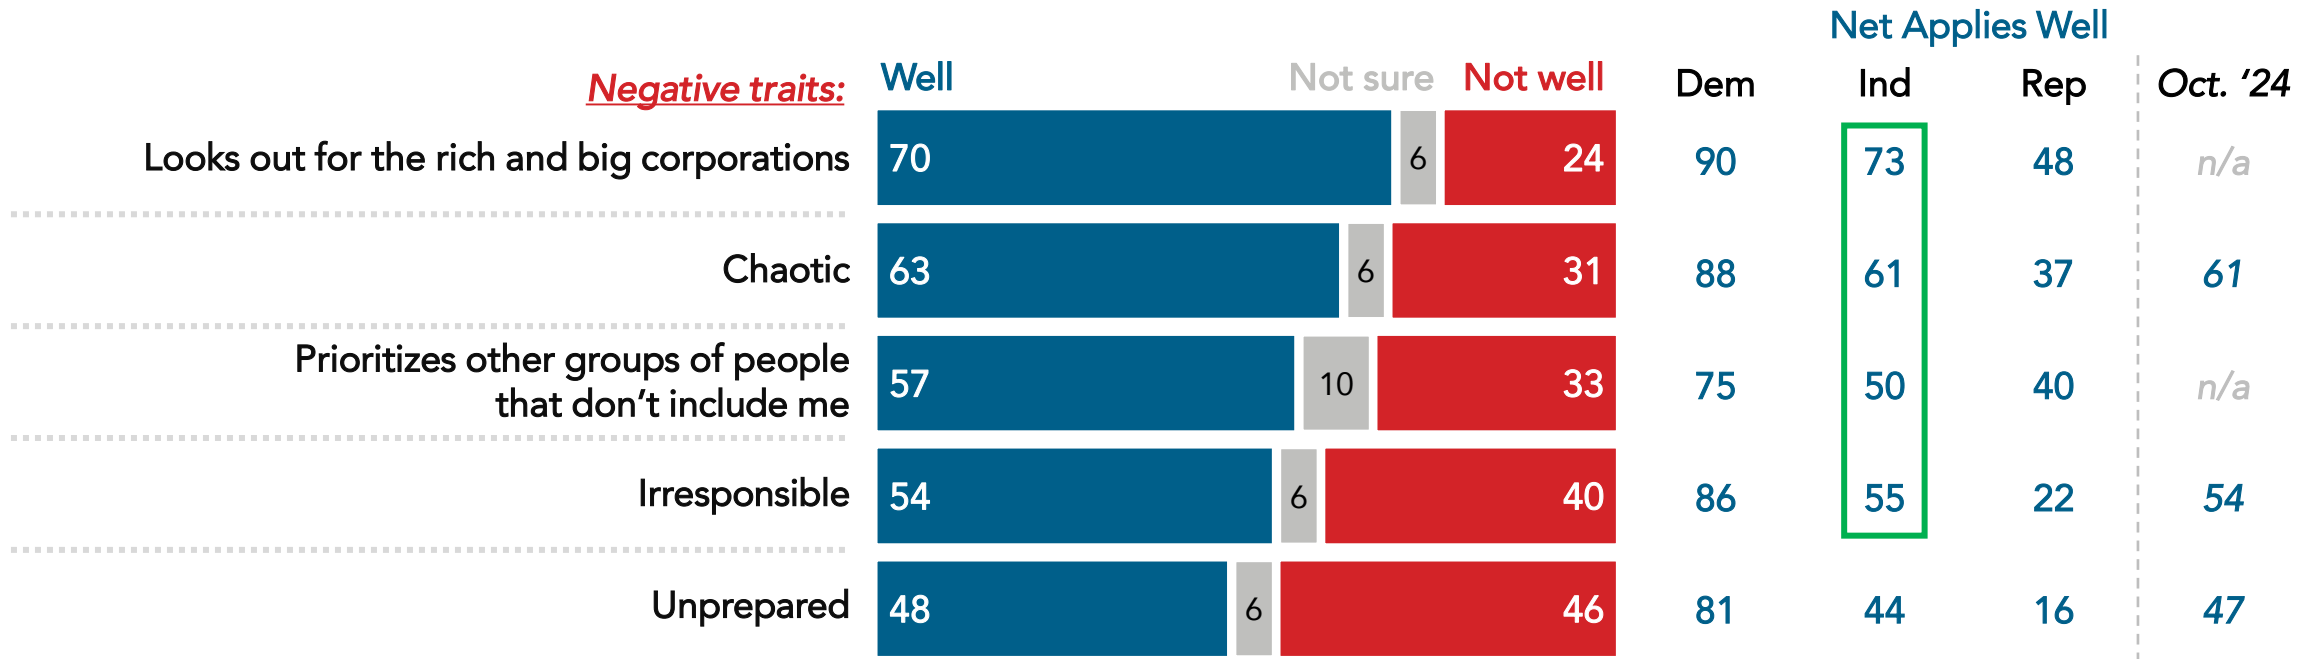 Net Applies Well
Negative traits: Well Not sure Not well Dem Ind Rep Oct. ‘24
Looks out for the rich and big corporations 70 6 24 90 73 48 n/a
Chaotic 63 6 31 88 61 37 61
Prioritizes other groups of people
that don’t include me 57 10 33 75 50 40 n/a
Irresponsible 54 6 40 86 55 22 54
Unprepared 48 6 46 81 44 16 47